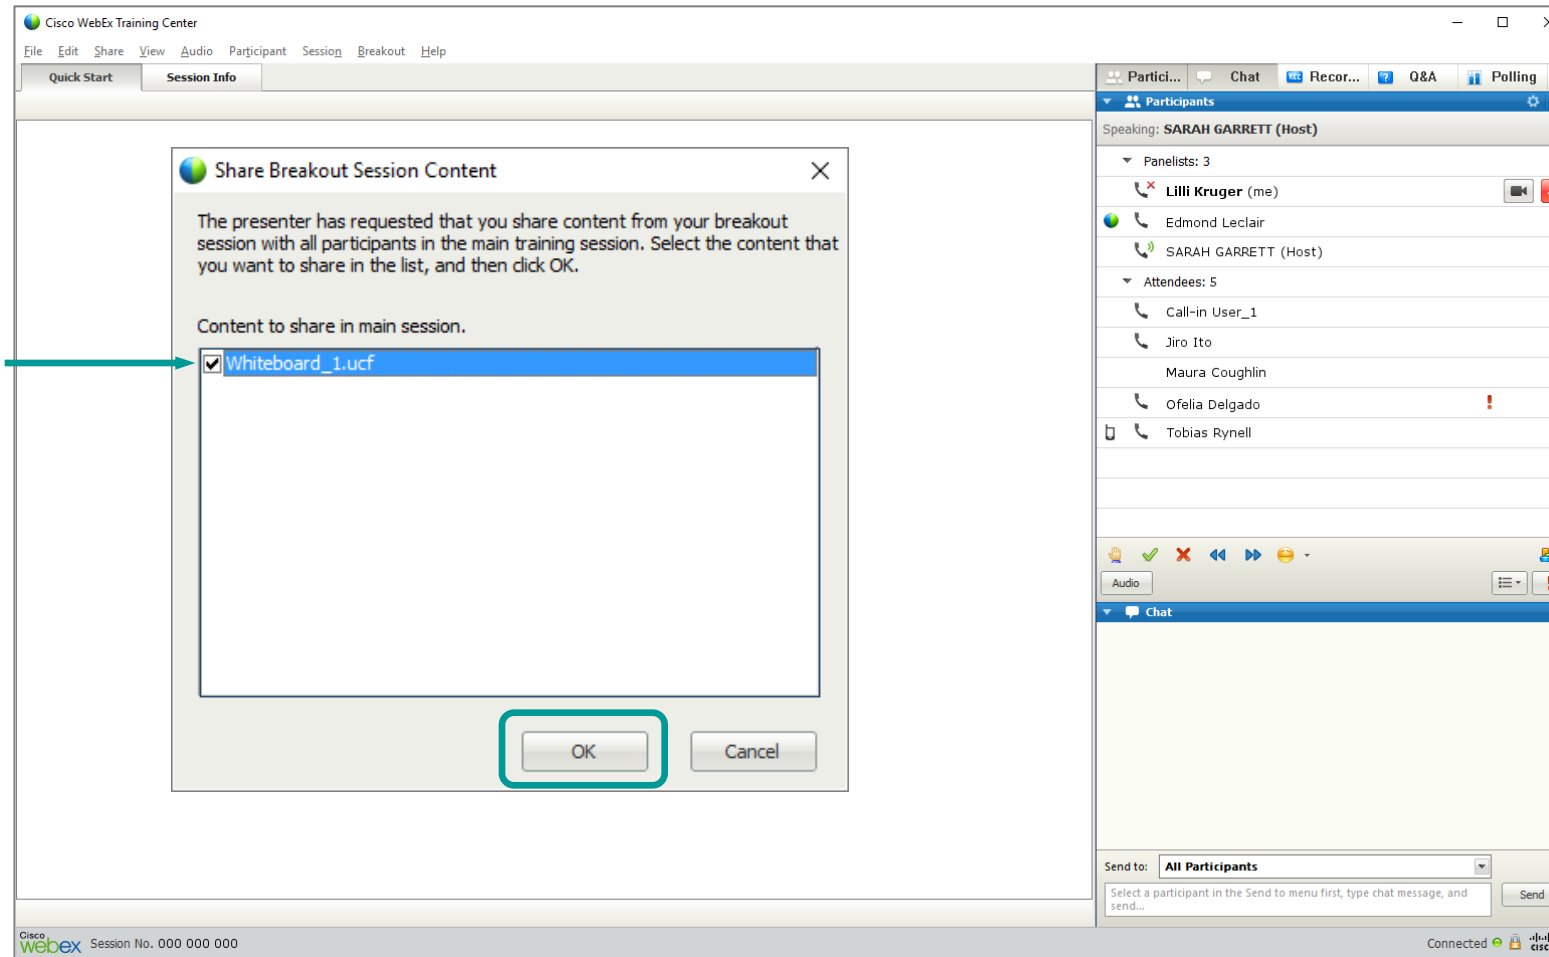 Cisco WebEx Training Center
File Edit Share View Audio Participant Session Breakout Help
Quick Start Session Info
Partici... Chat REC Recor... ? Q&A Polling
Participants
Speaking: SARAH GARRETT (Host)
Panelists: 3
Lilli Kruger (me)
Edmond Leclair
SARAH GARRETT (Host)
Attendees: 5
Call-in User_1
Jiro Ito
Maura Coughlin
Ofelia Delgado !
Tobias Rynell
Audio
Chat
Send to: All Participants
Select a participant in the Send to menu first, type chat message, and
send...
Send
Share Breakout Session Content
The presenter has requested that you share content from your breakout
session with all participants in the main training session. Select the content that
you want to share in the list, and then click OK.
Content to share in main session.
Whiteboard_1.ucf
OK Cancel
Cisco
webex Session No. 000 000 000
Connected